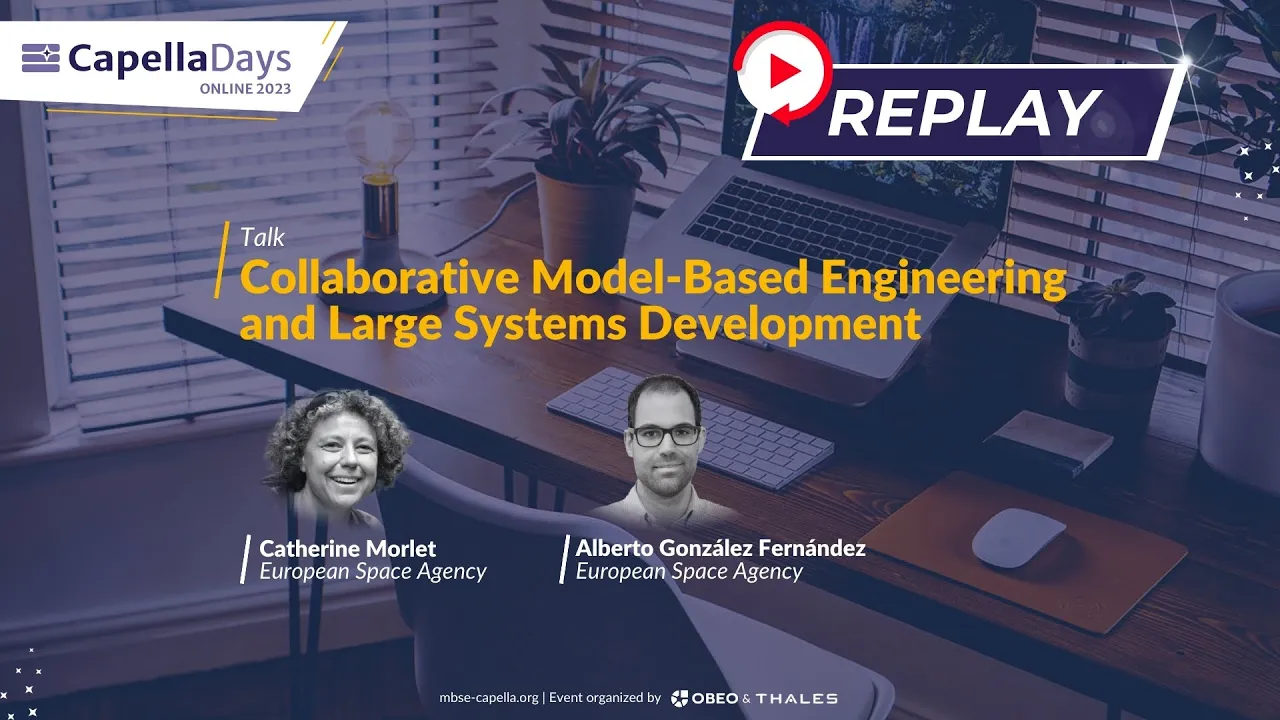 CapellaDays
ONLINE 2023
REPLAY
Talk
Collaborative Model-Based Engineering
and Large Systems Development
Catherine Morlet
European Space Agency
Alberto González Fernández
European Space Agency
mbse-capella.org | Event organized by OBEO & THALES